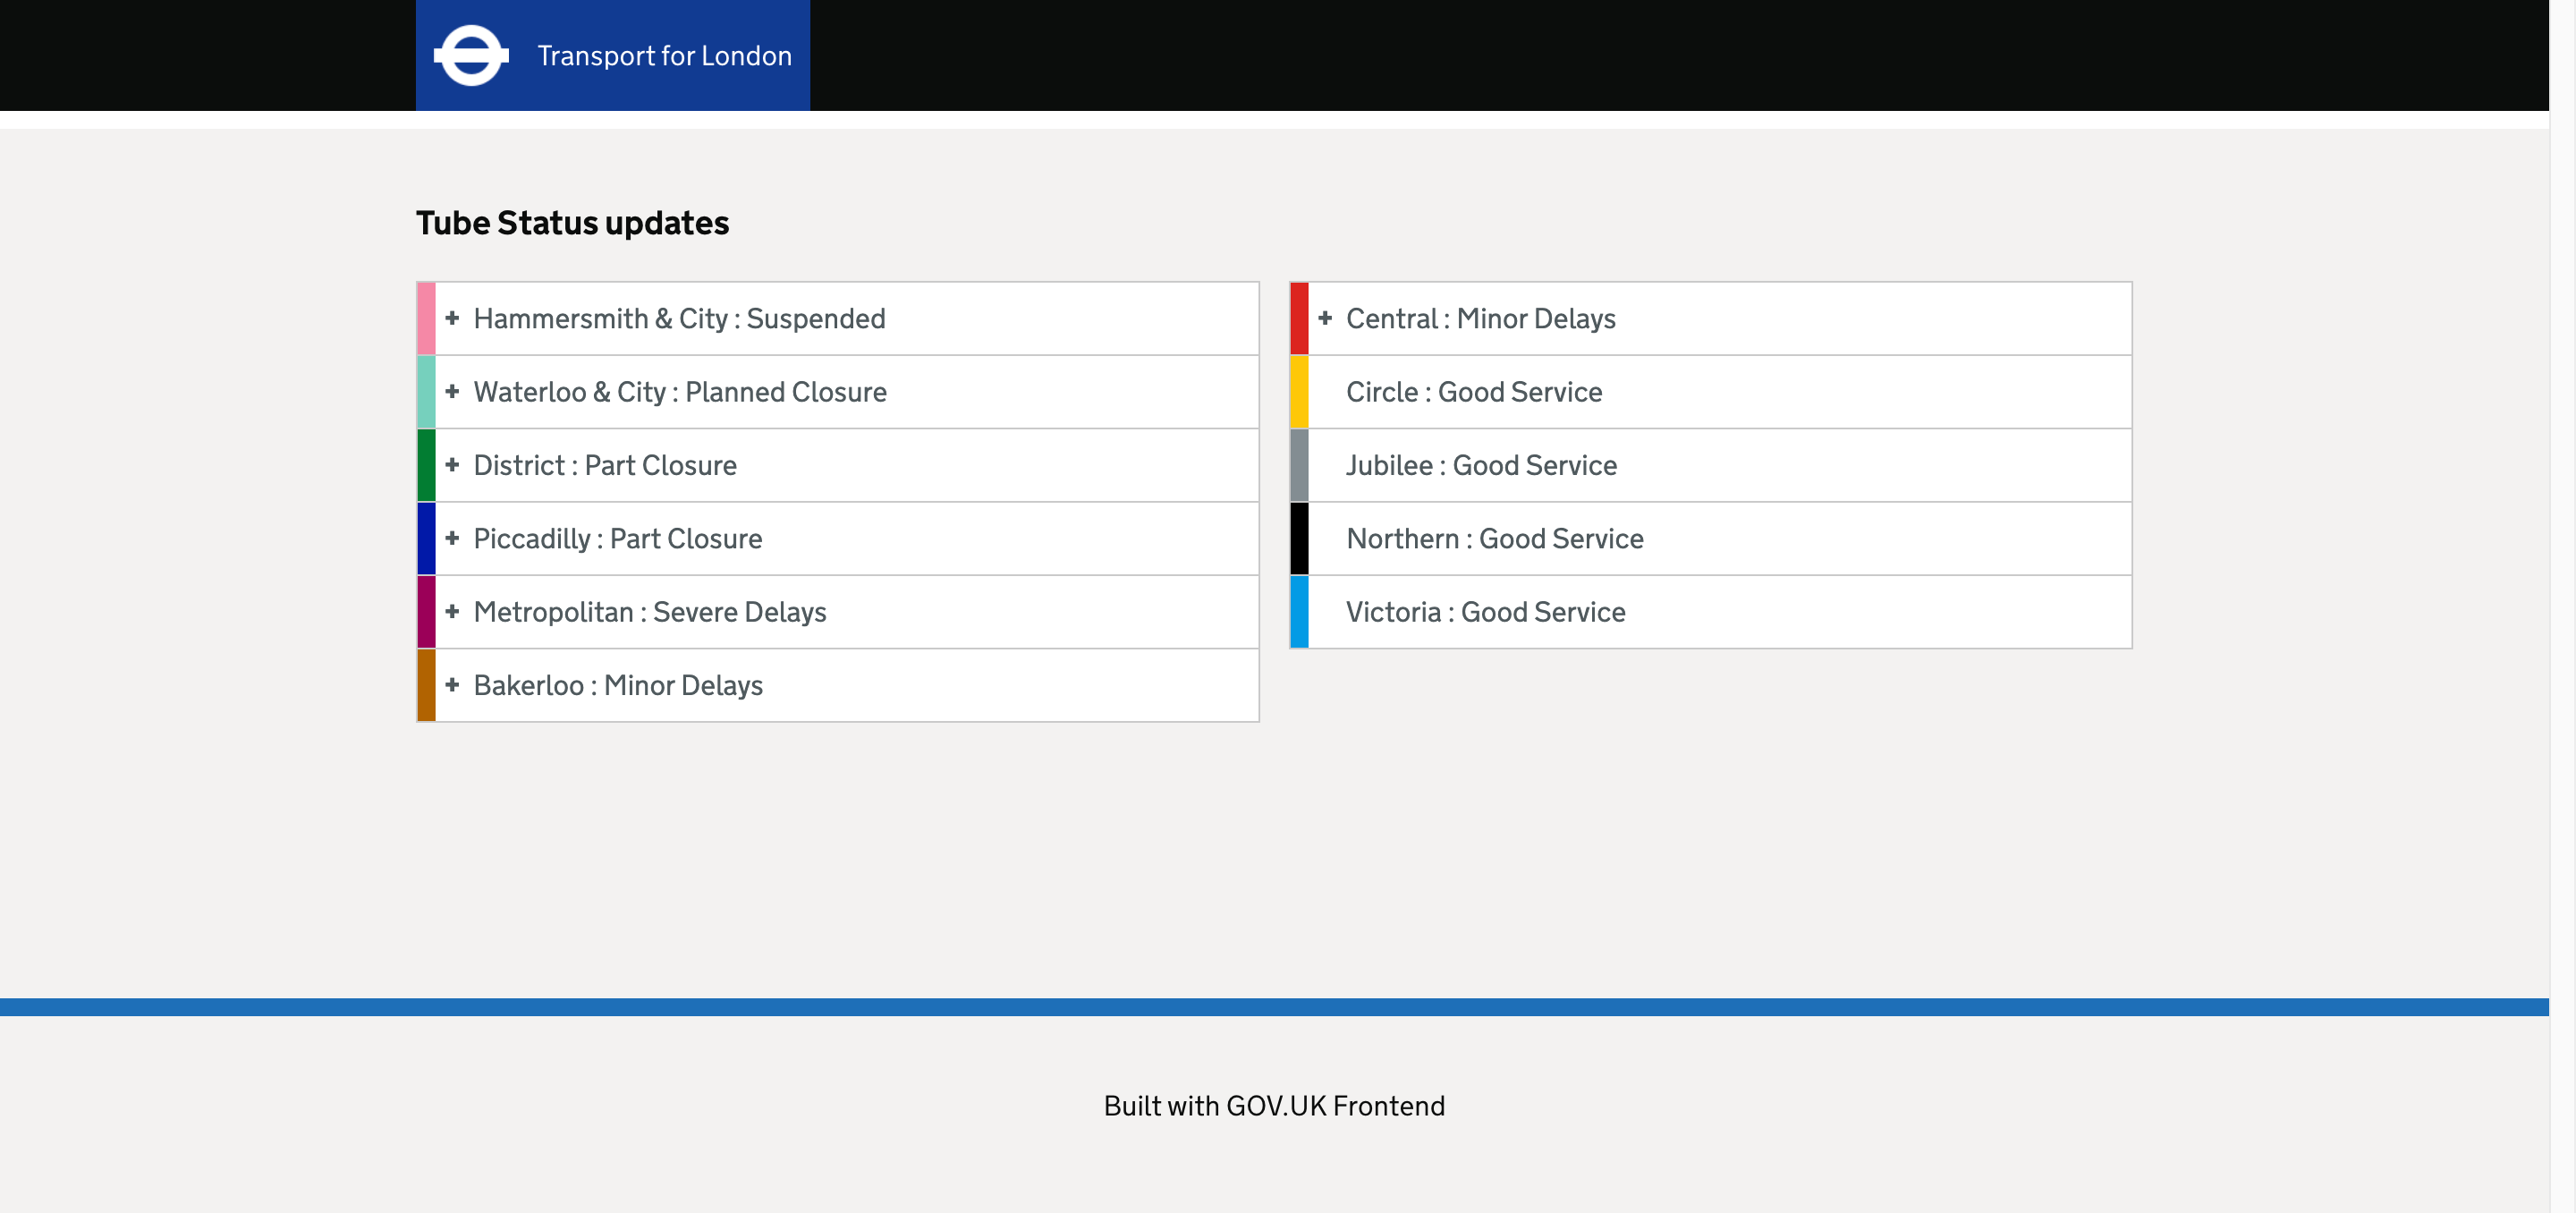 Transport for London
Tube Status updates
+ Hammersmith & City : Suspended
+ Waterloo & City : Planned Closure
+ District : Part Closure
+ Piccadilly : Part Closure
+ Metropolitan : Severe Delays
+ Bakerloo : Minor Delays
+ Central : Minor Delays
Circle : Good Service
Jubilee : Good Service
Northern : Good Service
Victoria : Good Service
Built with GOV.UK Frontend